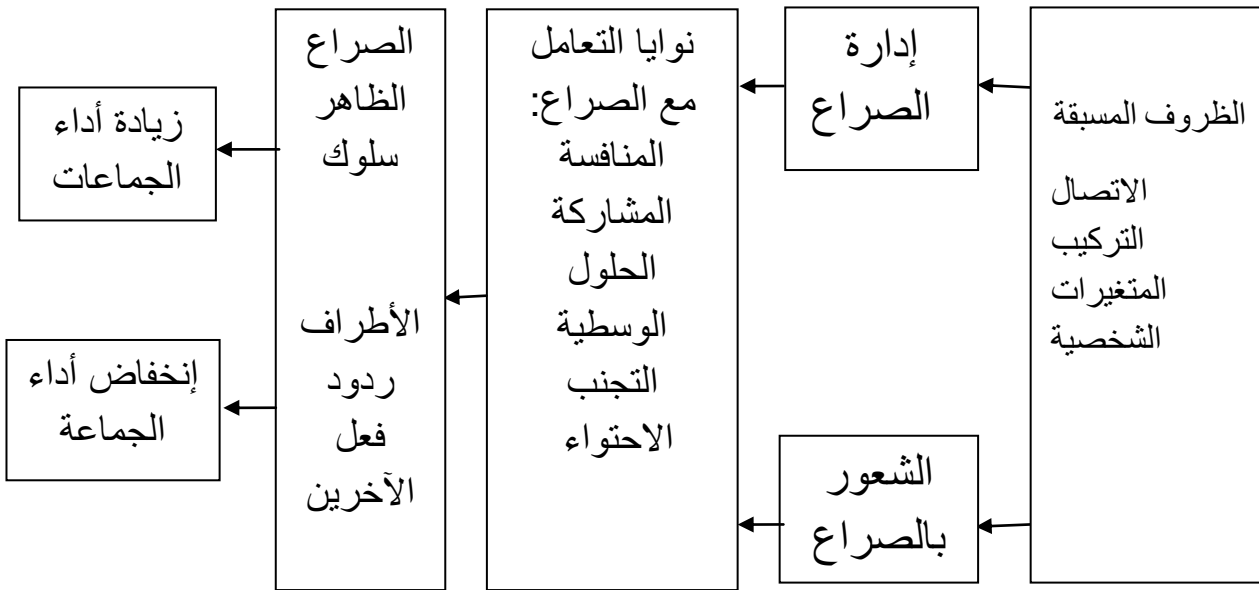 الظروف المسبقة
الاتصال
التركيب
المتغيرات
الشخصية
إدارة
الصراع
الشعور
بالصراع
نوايا التعامل
مع الصراع:
المنافسة
المشاركة
الحلول
الوسطية
التجنب
الاحتواء
الصراع
الظاهر
سلوك
الأطراف
ردود
فعل
الآخرين
زيادة أداء
الجماعات
إنخفاض أداء
الجماعة